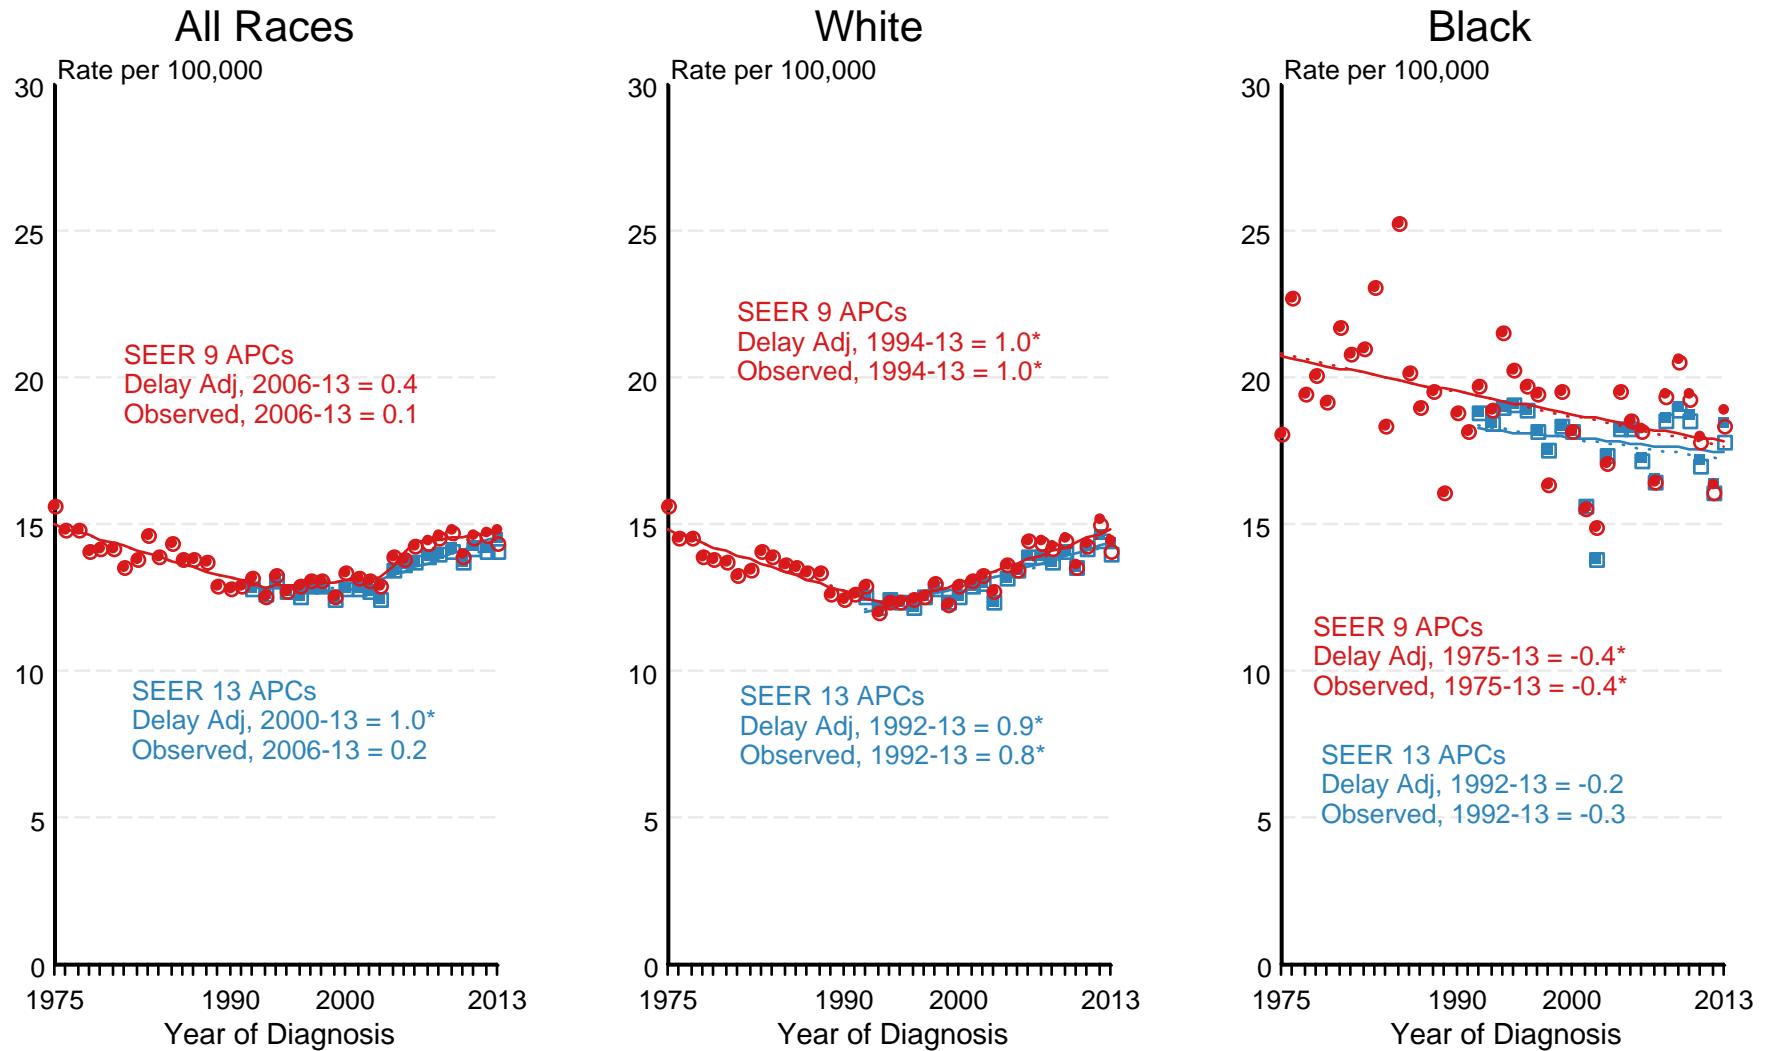 All Races
Rate per 100,000
30
25
20
15
10
5
0
SEER 9 APCs
Delay Adj, 2006-13 = 0.4
Observed, 2006-13 = 0.1
SEER 13 APCs
Delay Adj, 2000-13 = 1.0*
Observed, 2006-13 = 0.2
1975 1990 2000 2013
Year of Diagnosis
White
Rate per 100,000
30
25
20
15
10
5
0
SEER 9 APCs
Delay Adj, 1994-13 = 1.0*
Observed, 1994-13 = 1.0*
SEER 13 APCs
Delay Adj, 1992-13 = 0.9*
Observed, 1992-13 = 0.8*
1975 1990 2000 2013
Year of Diagnosis
Black
Rate per 100,000
30
25
20
15
10
5
0
SEER 9 APCs
Delay Adj, 1975-13 = -0.4*
Observed, 1975-13 = -0.4*
SEER 13 APCs
Delay Adj, 1992-13 = -0.2
Observed, 1992-13 = -0.3
1975 1990 2000 2013
Year of Diagnosis